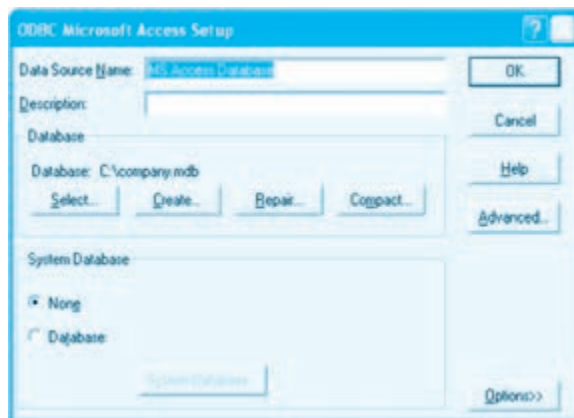 ODBC Microsoft Access Setup
Data Source Name: MS Access Database
OK
Description:
Cancel
Database
Database: C:\company.mdb
Help
Select... Create... Repair... Compact...
Advanced...
System Database
None
Database:
System Database...
Options>>